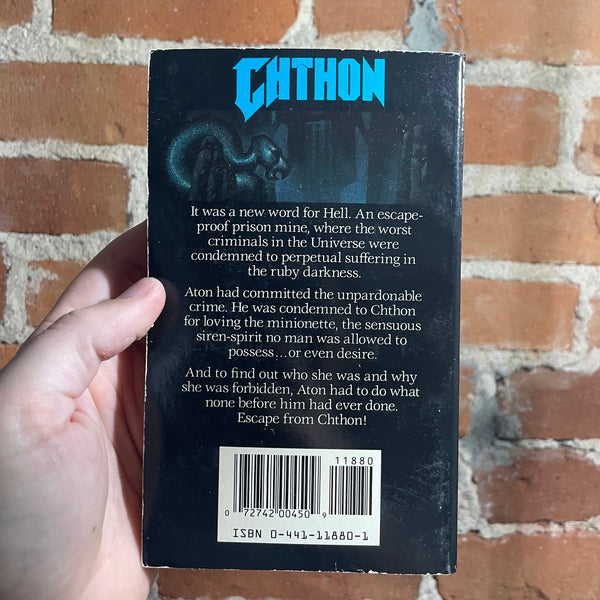 CHTHON
It was a new word for Hell. An escape-
proof prison mine, where the worst
criminals in the Universe were
condemned to perpetual suffering in
the ruby darkness.
Aton had committed the unpardonable
crime. He was condemned to Chthon
for loving the minionette, the sensuous
siren-spirit no man was allowed to
possess...or even desire.
And to find out who she was and why
she was forbidden, Aton had to do what
none before him had ever done.
Escape from Chthon!
11880
0 72742 00450 9
ISBN 0-441-11880-1